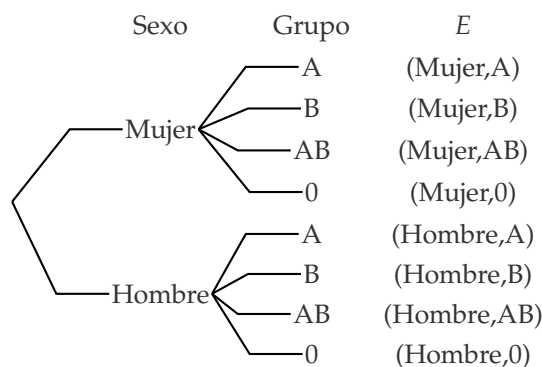 Sexo Grupo E
A (Mujer,A)
B (Mujer,B)
Mujer
AB (Mujer,AB)
0 (Mujer,0)
A (Hombre,A)
B (Hombre,B)
Hombre
AB (Hombre,AB)
0 (Hombre,0)